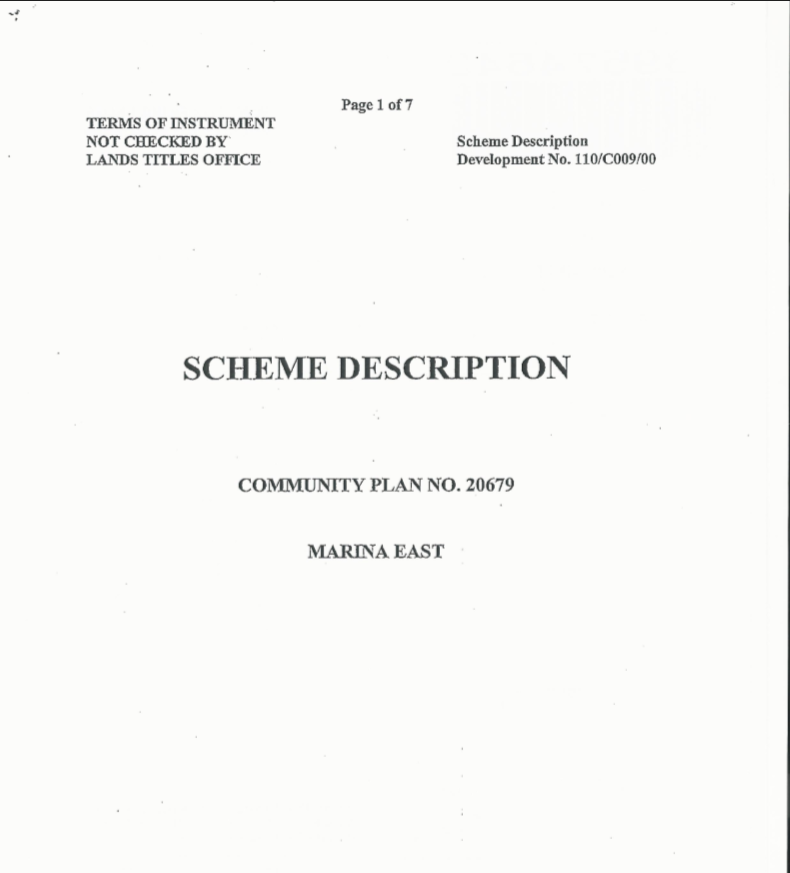 Page 1 of 7
TERMS OF INSTRUMENT
NOT CHECKED BY
LANDS TITLES OFFICE
Scheme Description
Development No. 110/C009/00
SCHEME DESCRIPTION
COMMUNITY PLAN NO. 20679
MARINA EAST